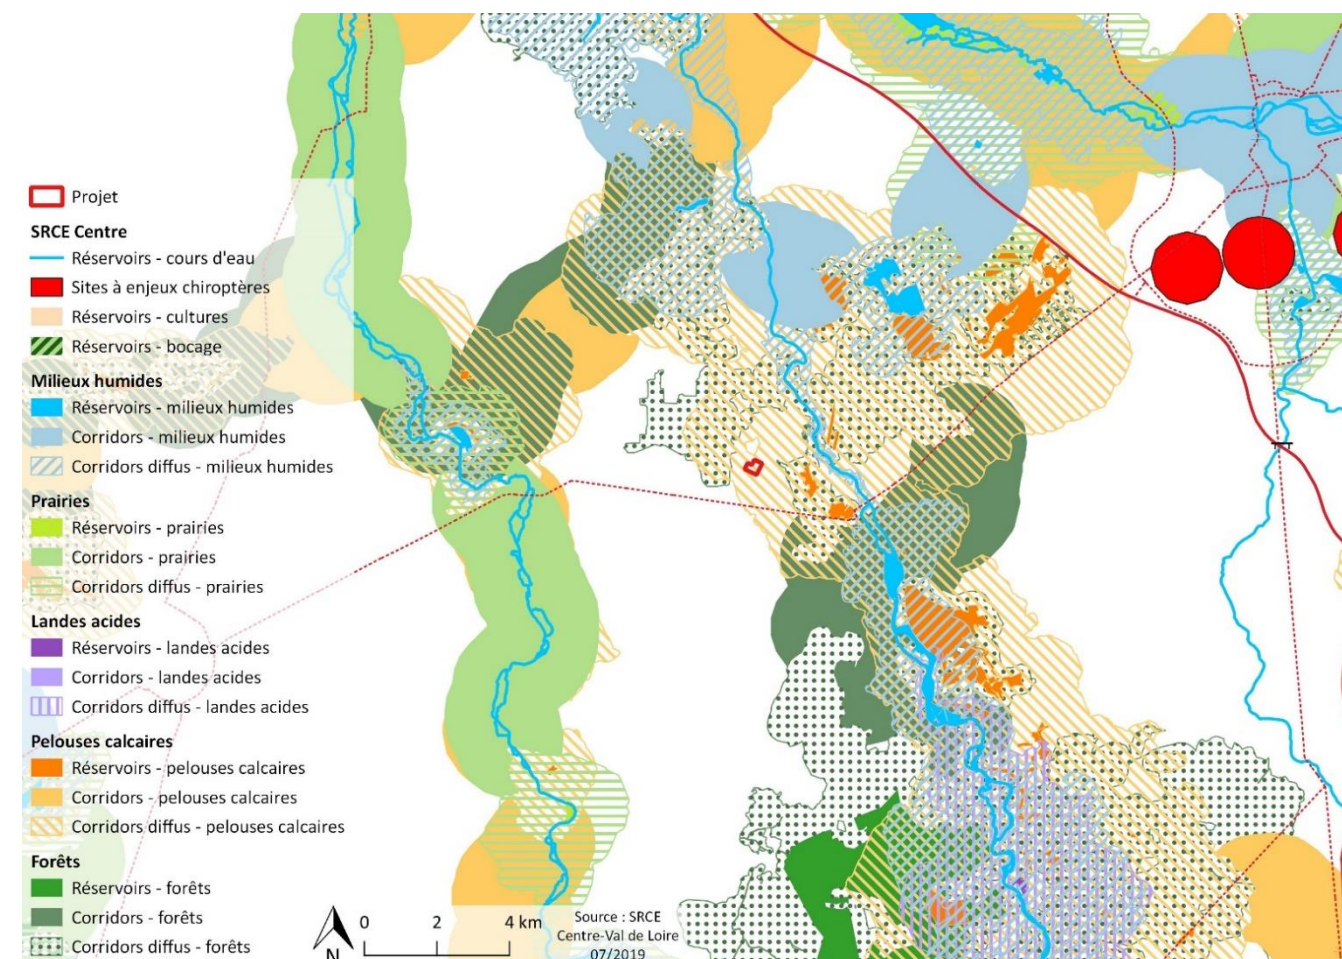 Projet
SRCE Centre
Réservoirs - cours d'eau
Sites à enjeux chiroptères
Réservoirs - cultures
Réservoirs - bocage
Milieux humides
Réservoirs - milieux humides
Corridors - milieux humides
Corridors diffus - milieux humides
Prairies
Réservoirs - prairies
Corridors - prairies
Corridors diffus - prairies
Landes acides
Réservoirs - landes acides
Corridors - landes acides
Corridors diffus - landes acides
Pelouses calcaires
Réservoirs - pelouses calcaires
Corridors - pelouses calcaires
Corridors diffus - pelouses calcaires
Forêts
Réservoirs - forêts
Corridors - forêts
Corridors diffus - forêts
N
0 2 4 km
Source : SRCE
Centre-Val de Loire
07/2019